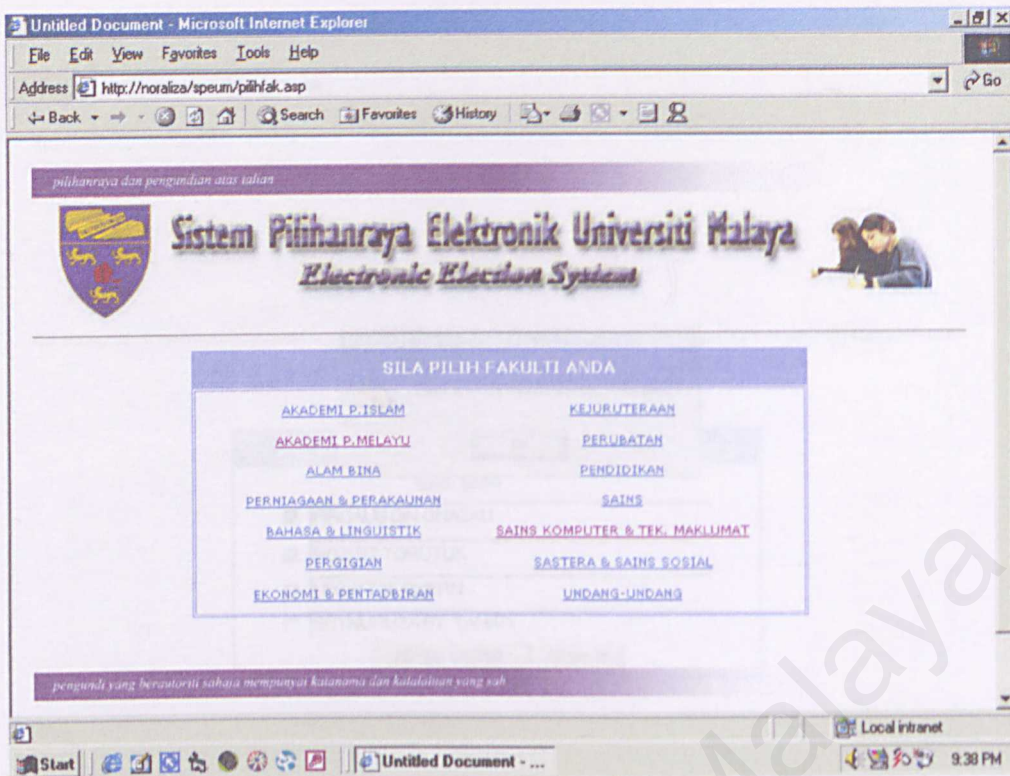 Untitled Document - Microsoft Internet Explorer
File Edit View Favorites Tools Help
Address http://noraliza/speum/pilihfak.asp Go
Back Search Favorites History
pilihanraya dan pengundian atas talian
Sistem Pilihanraya Elektronik Universiti Malaya
Electronic Election System
SILA PILIH FAKULTI ANDA
AKADEMI P.ISLAM KEJURUTERAAN
AKADEMI P.MELAYU PERUBATAN
ALAM BINA PENDIDIKAN
PERNIAGAAN & PERAKAUNAN SAINS
BAHASA & LINGUISTIK SAINS KOMPUTER & TEK. MAKLUMAT
PERGIGIAN SASTERA & SAINS SOSIAL
EKONOMI & PENTADBIRAN UNDANG-UNDANG
pengundi yang berautoriti sahaja mempunyai katanama dan katalaluan yang sah
Local intranet
Start Untitled Document - ... 9:38 PM
Malaya